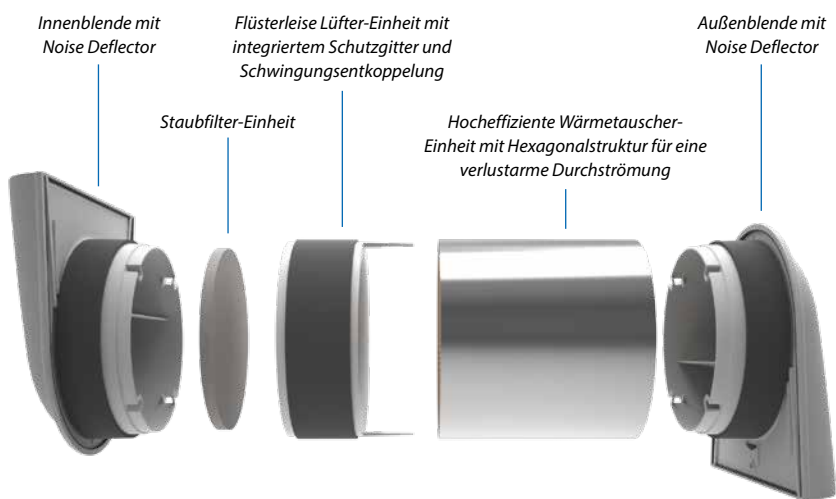 Innenblende mit
Noise Deflector
Flüsterleise Lüfter-Einheit mit
integriertem Schutzgitter und
Schwingungsentkoppelung
Außenblende mit
Noise Deflector
Staubfilter-Einheit
Hocheffiziente Wärmetauscher-
Einheit mit Hexagonalstruktur für eine
verlustarme Durchströmung